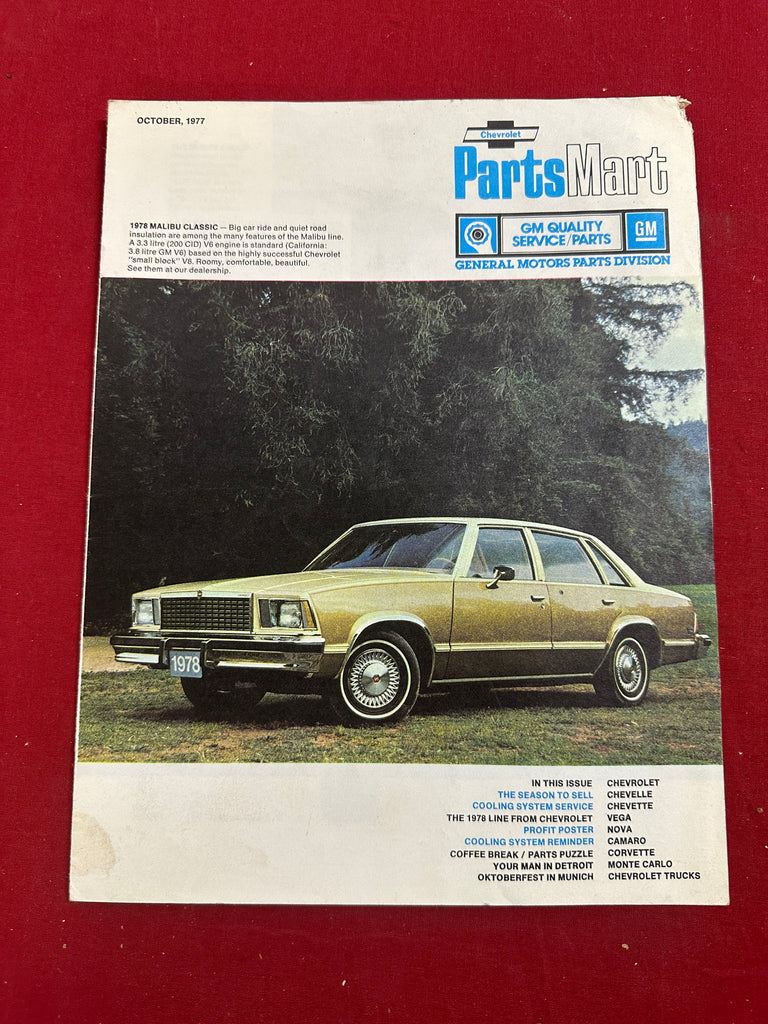 OCTOBER, 1977
Chevrolet
PartsMart
GM QUALITY
SERVICE/PARTS
GM
GENERAL MOTORS PARTS DIVISION
1978 MALIBU CLASSIC — Big car ride and quiet road
insulation are among the many features of the Malibu line.
A 3.3 litre (200 CID) V6 engine is standard (California:
3.8 litre GM V6) based on the highly successful Chevrolet
"small block" V8. Roomy, comfortable, beautiful.
See them at our dealership.
1978
IN THIS ISSUE
THE SEASON TO SELL
COOLING SYSTEM SERVICE
THE 1978 LINE FROM CHEVROLET
PROFIT POSTER
COOLING SYSTEM REMINDER
COFFEE BREAK / PARTS PUZZLE
YOUR MAN IN DETROIT
OKTOBERFEST IN MUNICH
CHEVROLET
CHEVELLE
CHEVETTE
VEGA
NOVA
CAMARO
CORVETTE
MONTE CARLO
CHEVROLET TRUCKS